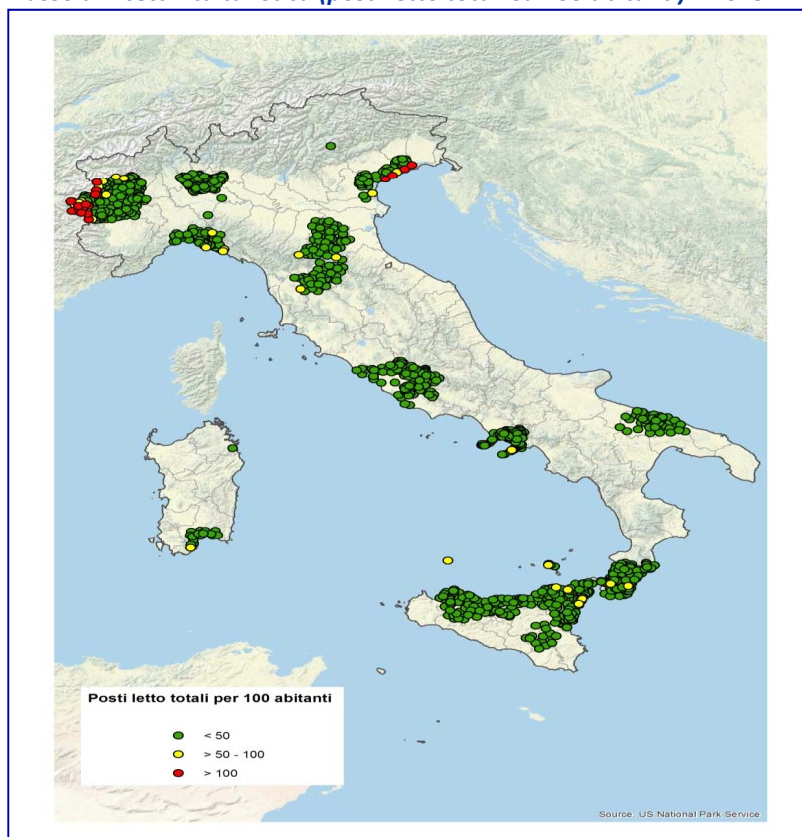 Posti letto totali per 100 abitanti
< 50
> 50 - 100
> 100
Source: US National Park Service